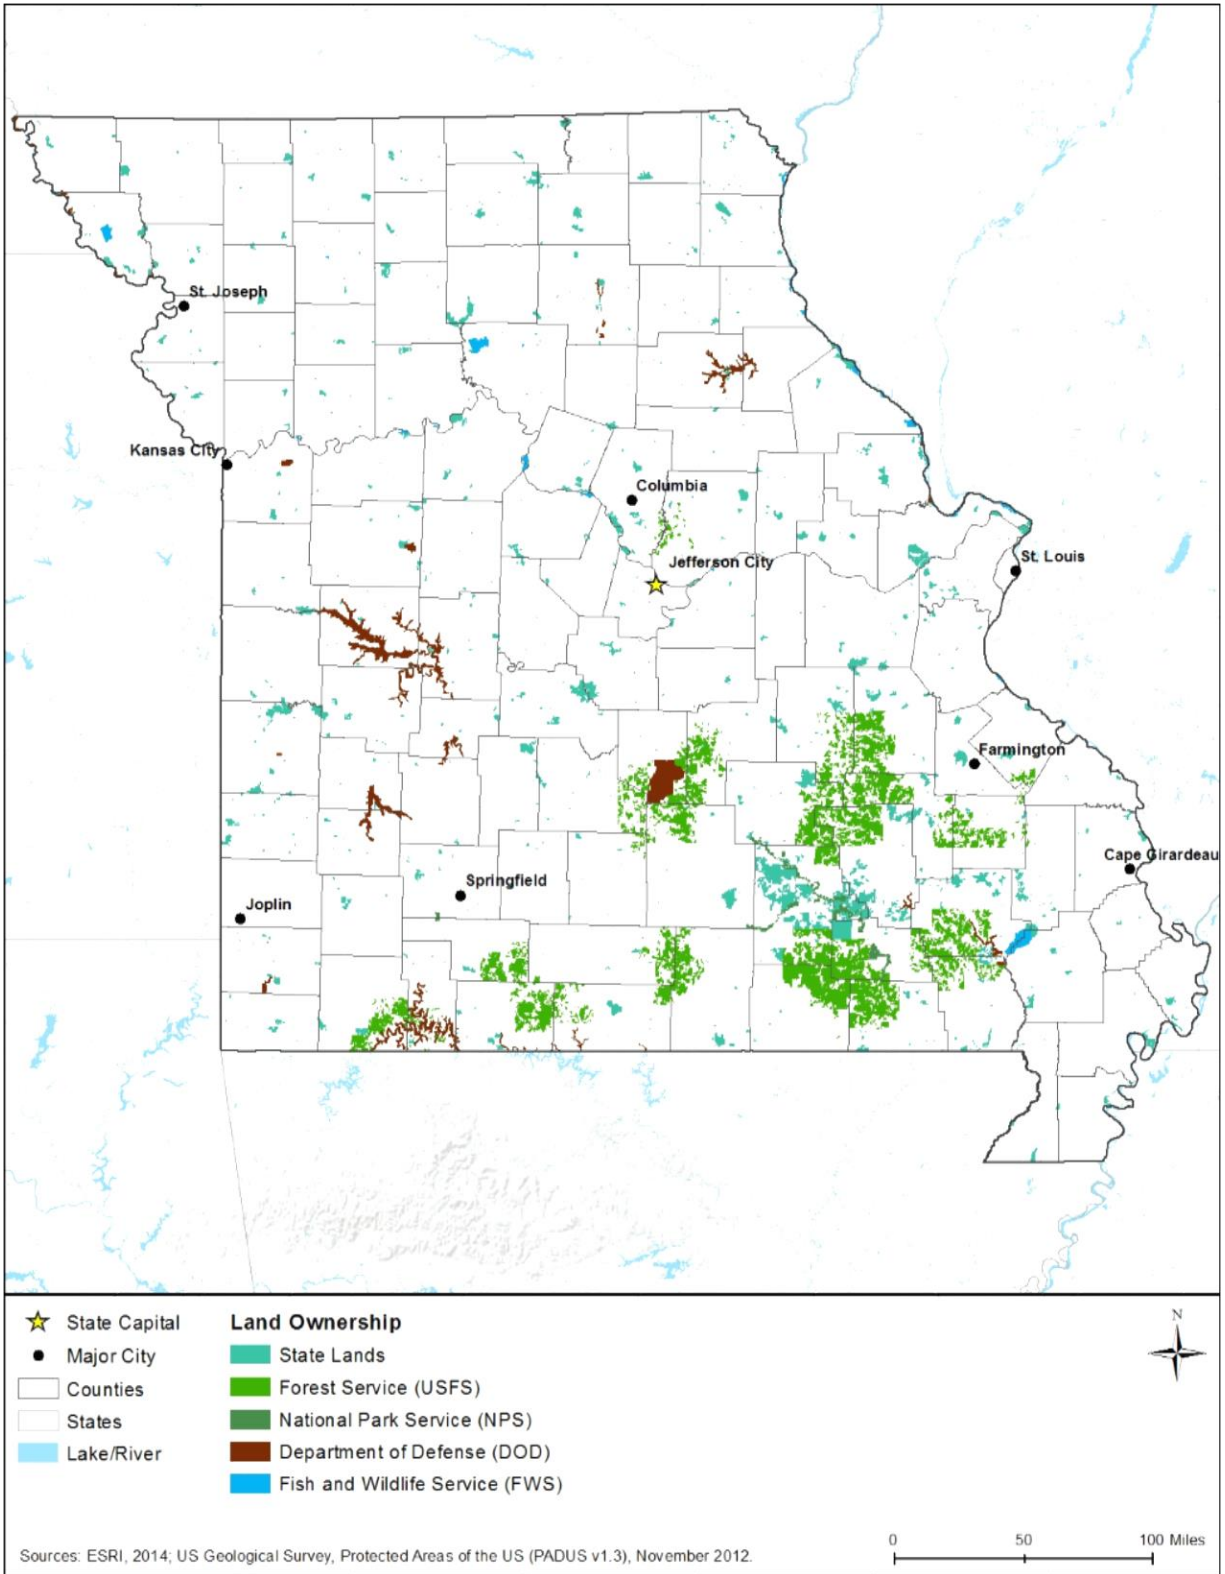 St. Joseph
Kansas City
Columbia
Jefferson City
St. Louis
Farmington
Cape Girardeau
Springfield
Joplin
State Capital
Major City
Counties
States
Lake/River
Land Ownership
State Lands
Forest Service (USFS)
National Park Service (NPS)
Department of Defense (DOD)
Fish and Wildlife Service (FWS)
N
0 50 100 Miles
Sources: ESRI, 2014; US Geological Survey, Protected Areas of the US (PADUS v1.3), November 2012.